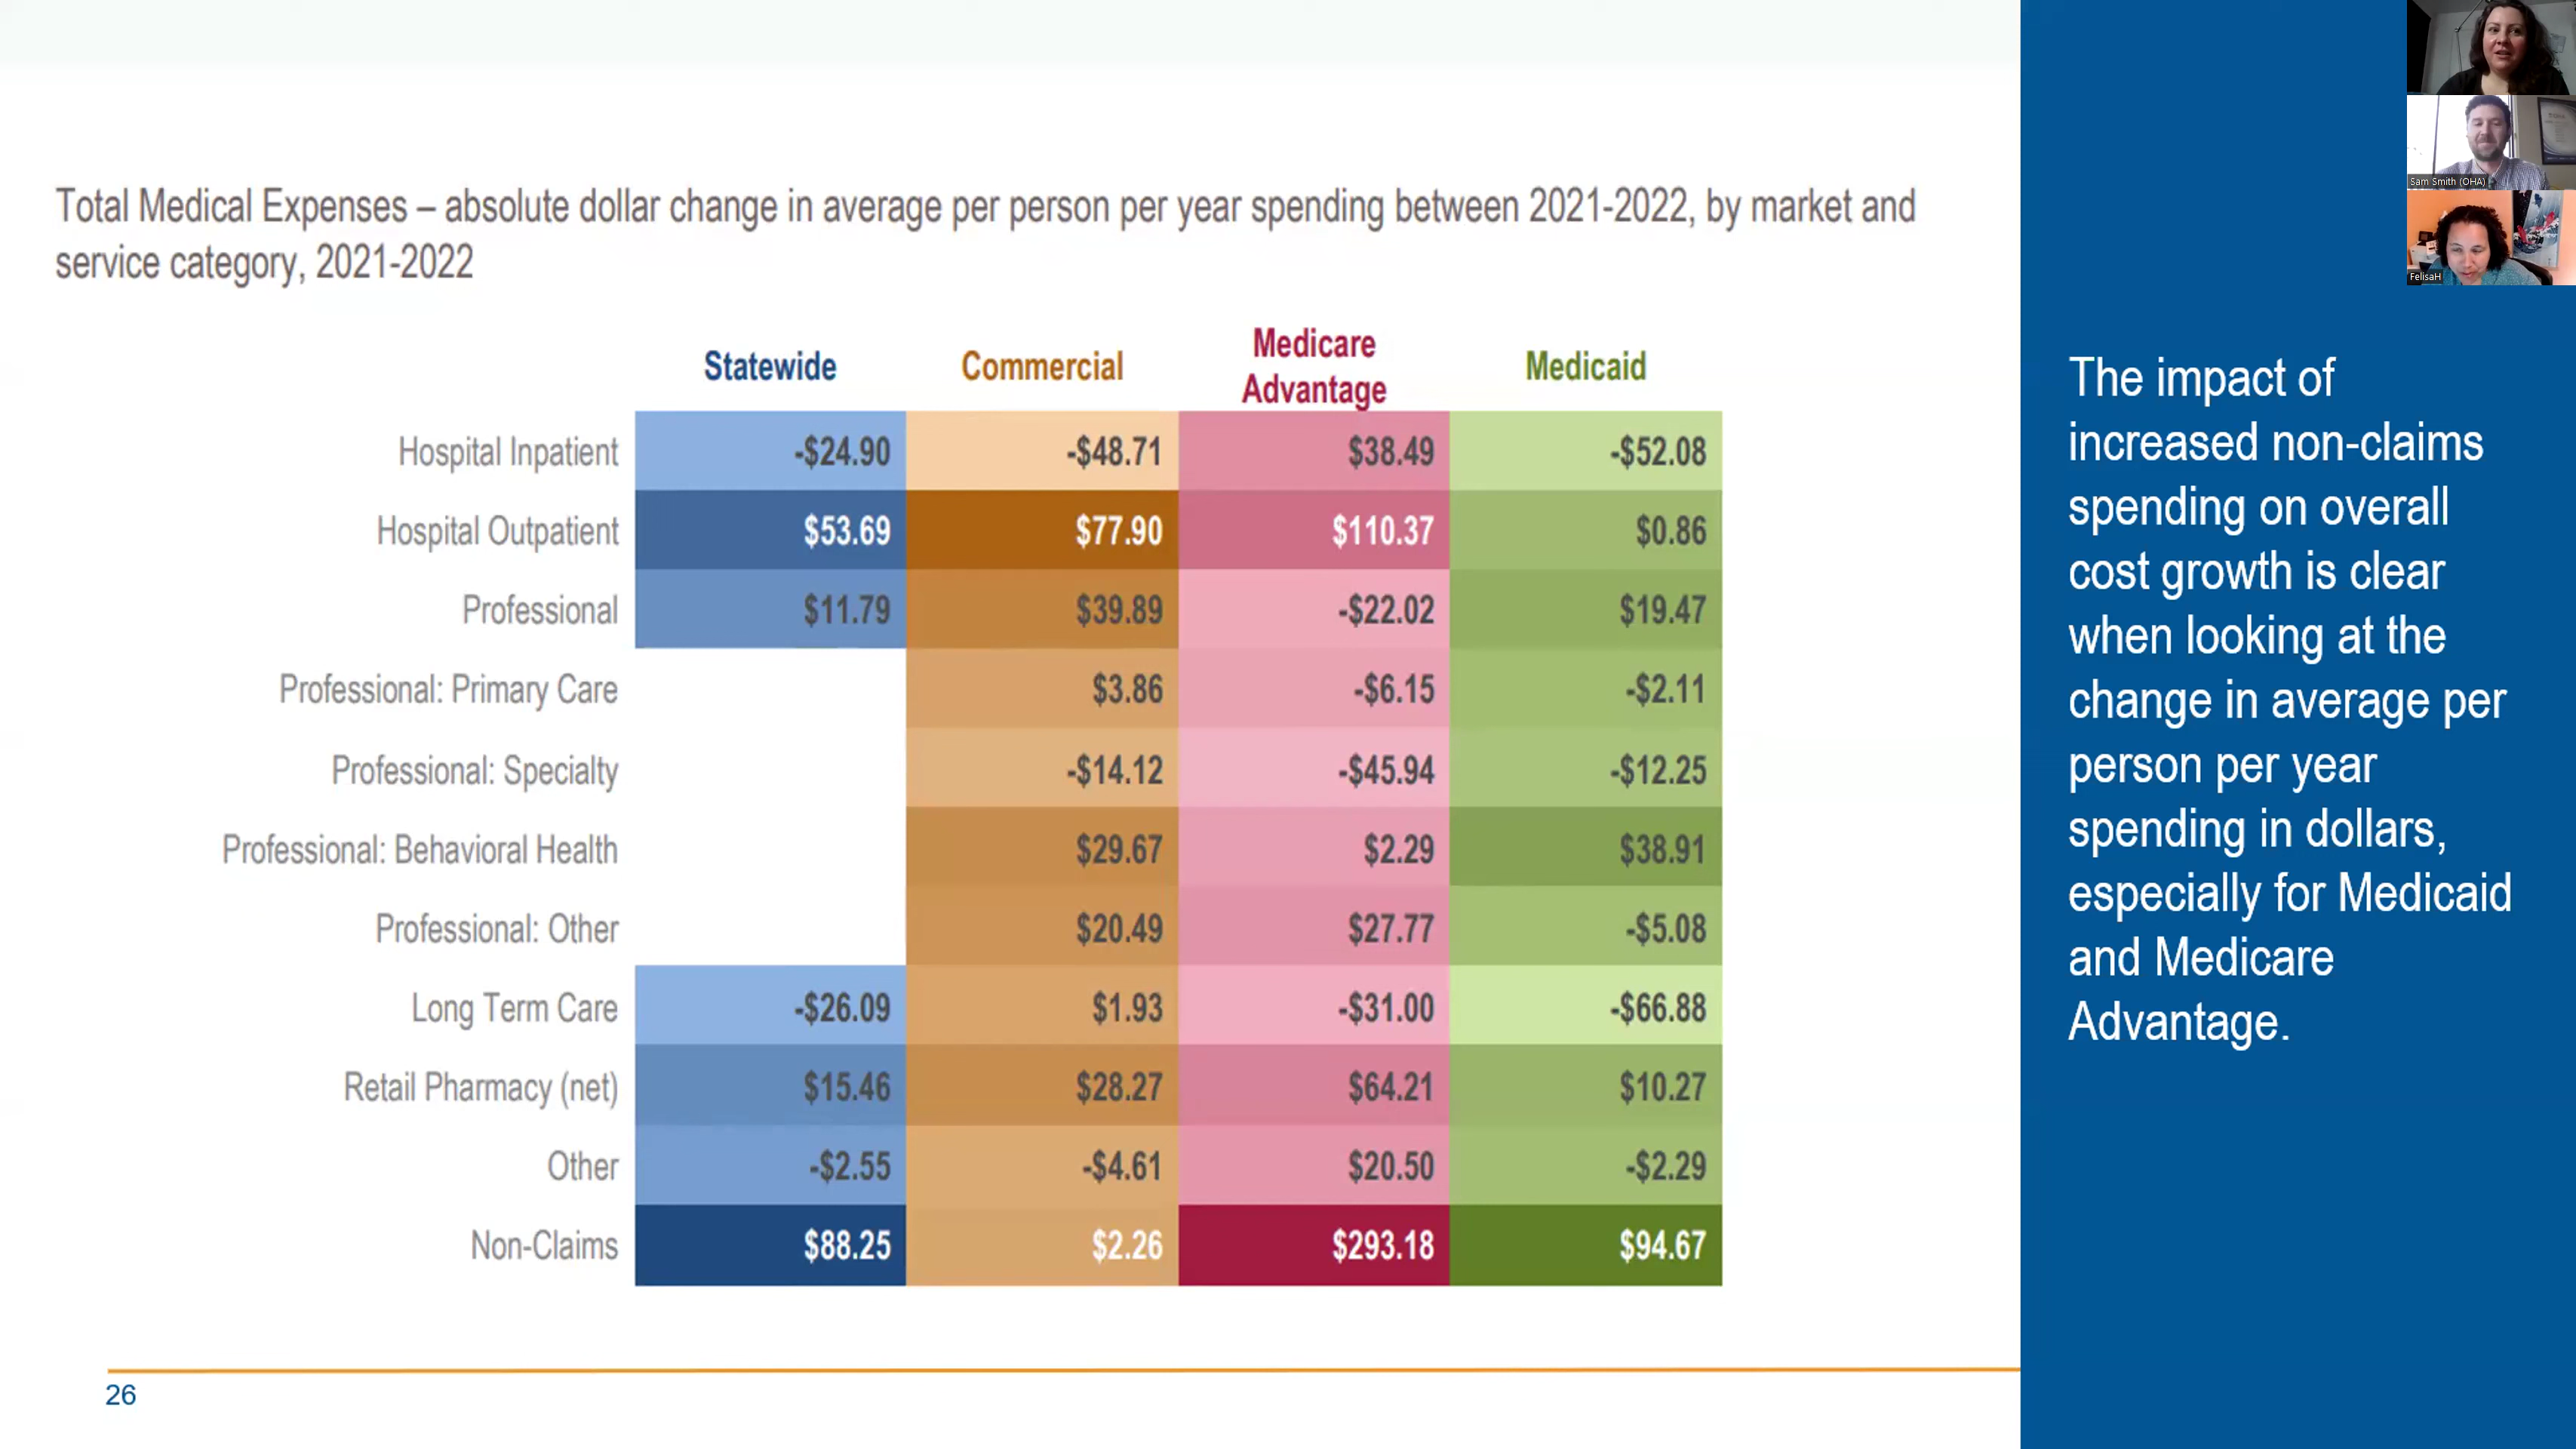 Total Medical Expenses – absolute dollar change in average per person per year spending between 2021-2022, by market and
service category, 2021-2022
Statewide Commercial Medicare Advantage Medicaid
Hospital Inpatient -$24.90 -$48.71 $38.49 -$52.08
Hospital Outpatient $53.69 $77.90 $110.37 $0.86
Professional $11.79 $39.89 -$22.02 $19.47
Professional: Primary Care $3.86 -$6.15 -$2.11
Professional: Specialty -$14.12 -$45.94 -$12.25
Professional: Behavioral Health $29.67 $2.29 $38.91
Professional: Other $20.49 $27.77 -$5.08
Long Term Care -$26.09 $1.93 -$31.00 -$66.88
Retail Pharmacy (net) $15.46 $28.27 $64.21 $10.27
Other -$2.55 -$4.61 $20.50 -$2.29
Non-Claims $88.25 $2.26 $293.18 $94.67
26
Sam Smith (OHA)
FelisaH
The impact of
increased non-claims
spending on overall
cost growth is clear
when looking at the
change in average per
person per year
spending in dollars,
especially for Medicaid
and Medicare
Advantage.